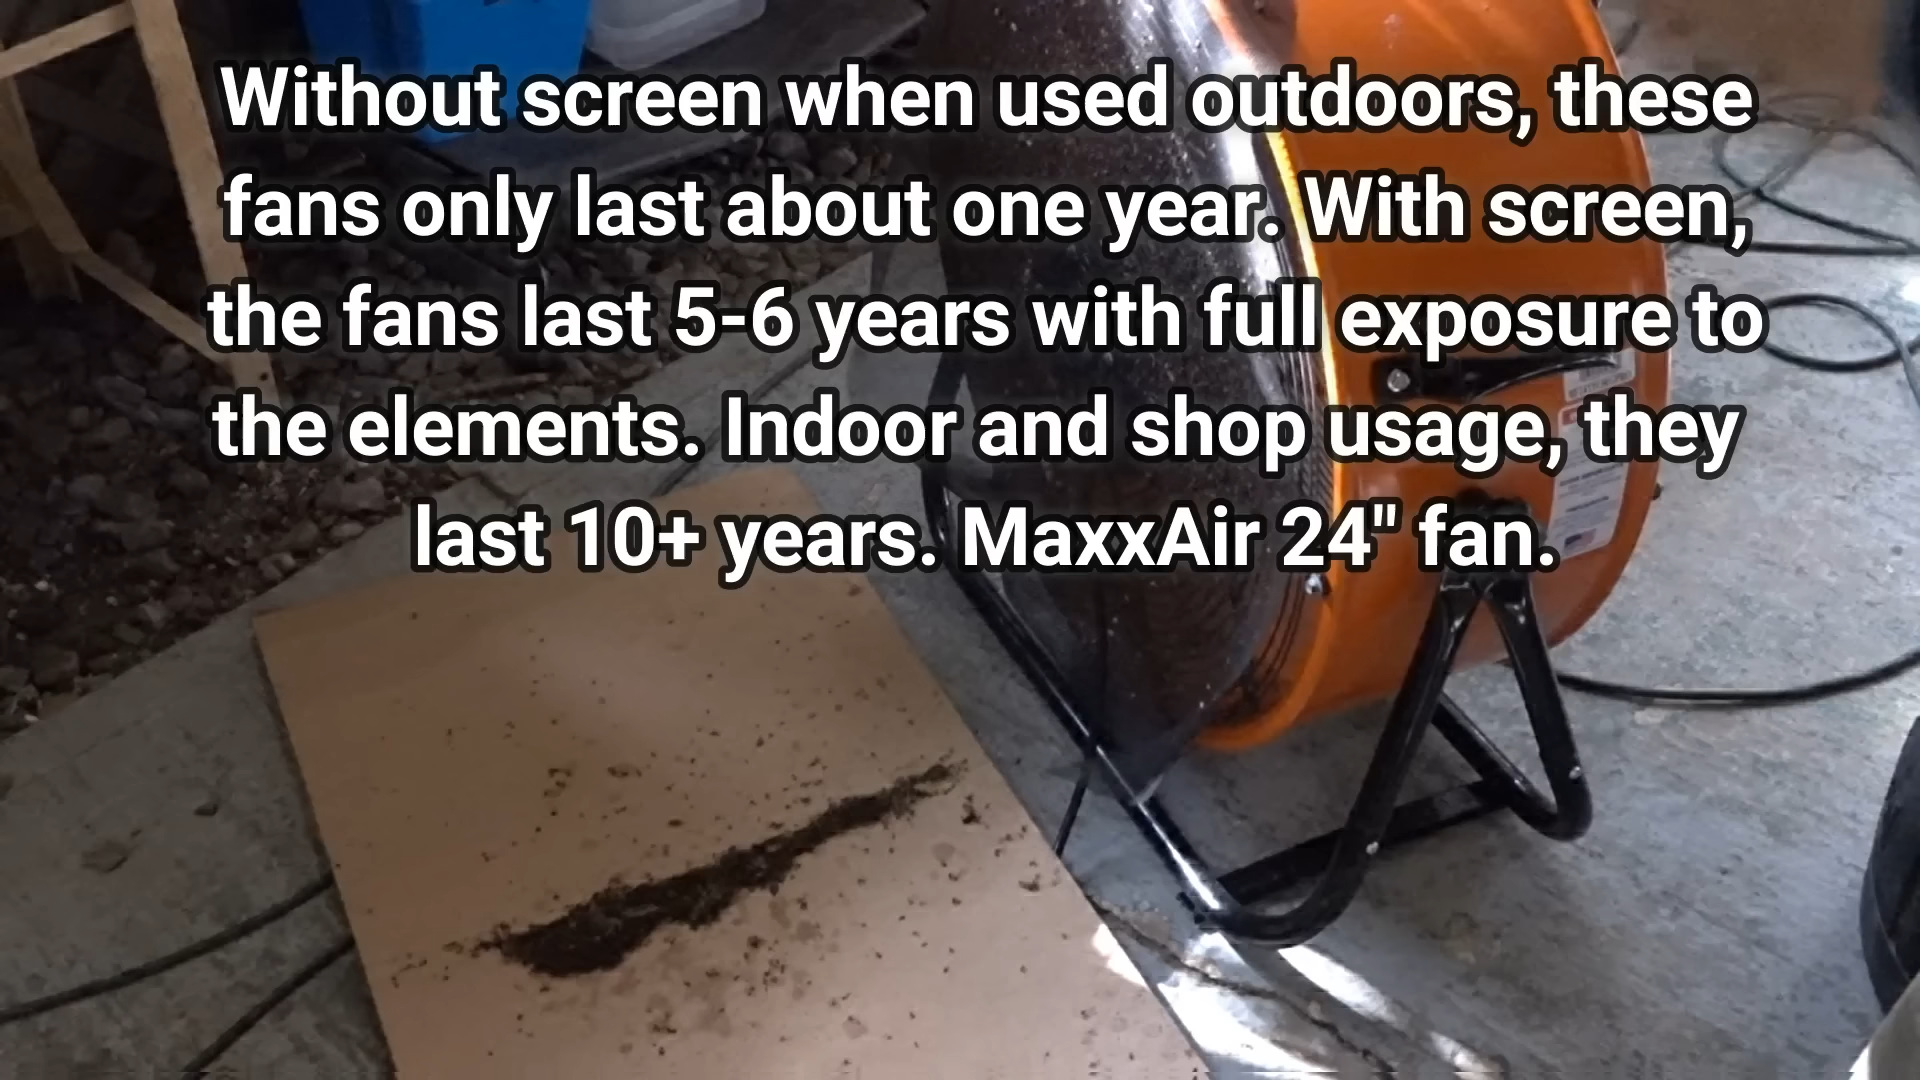 Without screen when used outdoors, these
fans only last about one year. With screen,
the fans last 5-6 years with full exposure to
the elements. Indoor and shop usage, they
last 10+ years. MaxxAir 24" fan.